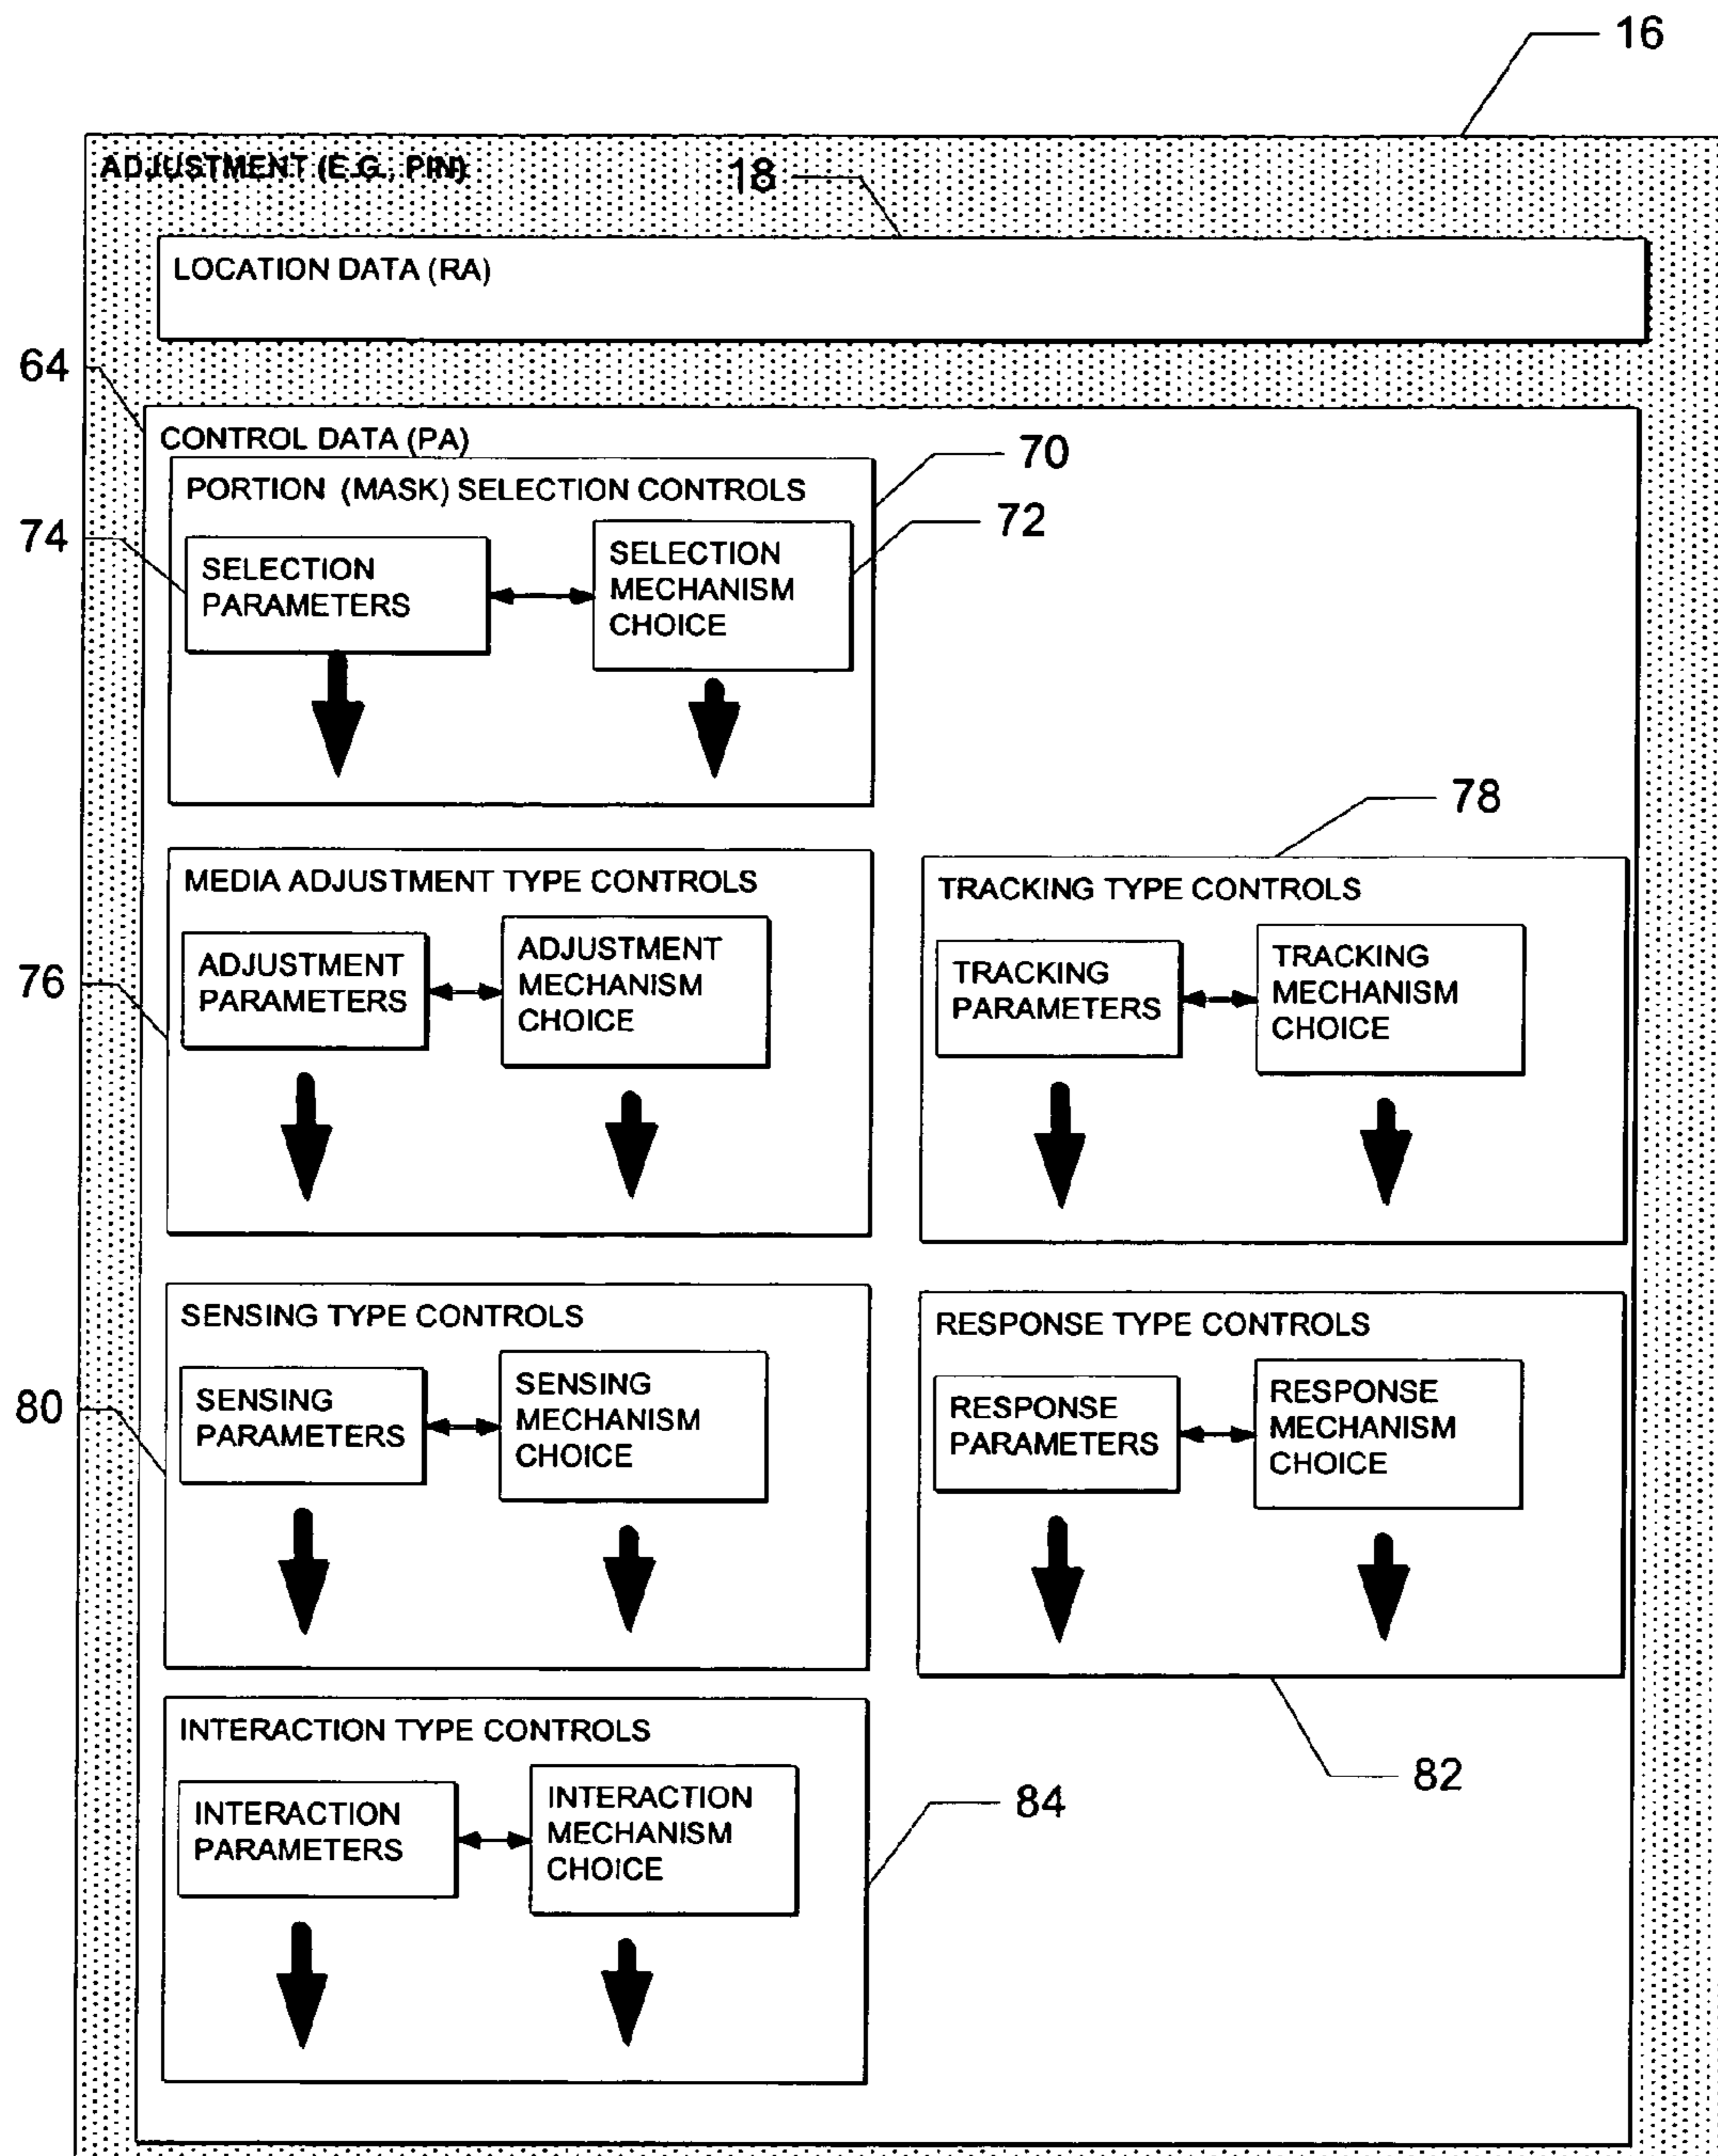 16
ADJUSTMENT (E.G., PIN)
18
LOCATION DATA (RA)
64
CONTROL DATA (PA)
70
PORTION (MASK) SELECTION CONTROLS
72
74
SELECTION
PARAMETERS
SELECTION
MECHANISM
CHOICE
78
MEDIA ADJUSTMENT TYPE CONTROLS
76
ADJUSTMENT
PARAMETERS
ADJUSTMENT
MECHANISM
CHOICE
TRACKING TYPE CONTROLS
TRACKING
PARAMETERS
TRACKING
MECHANISM
CHOICE
SENSING TYPE CONTROLS
80
SENSING
PARAMETERS
SENSING
MECHANISM
CHOICE
RESPONSE TYPE CONTROLS
RESPONSE
PARAMETERS
RESPONSE
MECHANISM
CHOICE
82
INTERACTION TYPE CONTROLS
INTERACTION
PARAMETERS
INTERACTION
MECHANISM
CHOICE
84